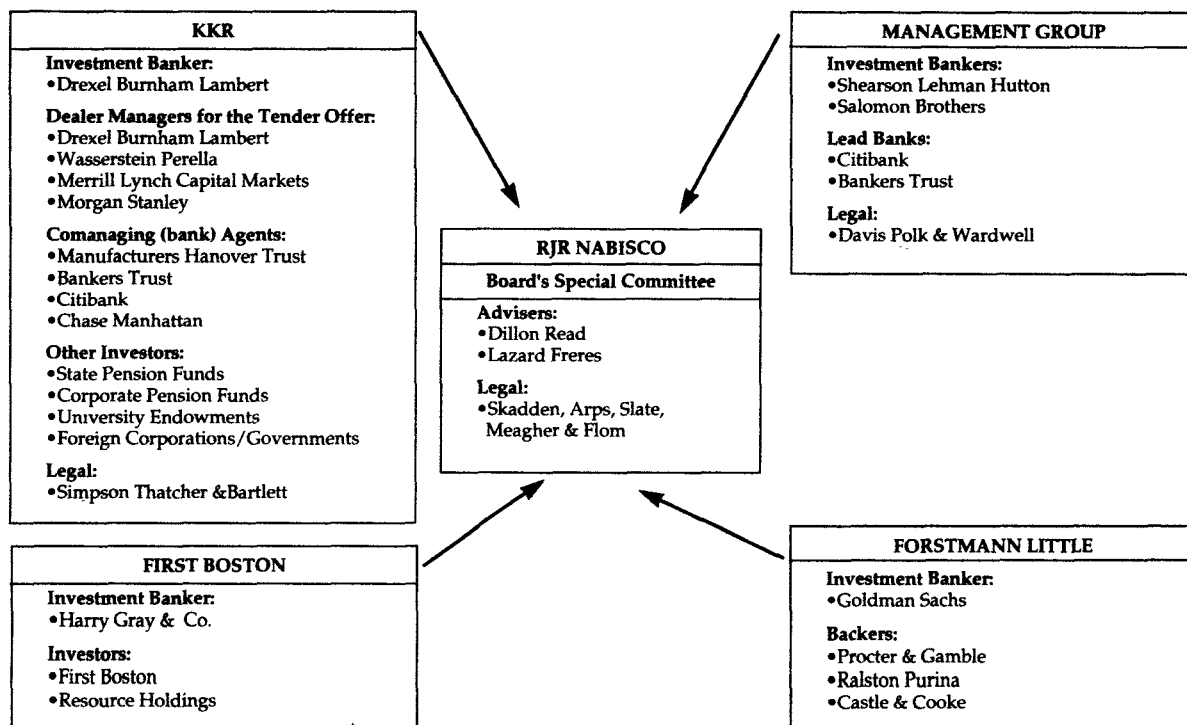 KKR
Investment Banker:
•Drexel Burnham Lambert
Dealer Managers for the Tender Offer:
•Drexel Burnham Lambert
•Wasserstein Perella
•Merrill Lynch Capital Markets
•Morgan Stanley
Comanaging (bank) Agents:
•Manufacturers Hanover Trust
•Bankers Trust
•Citibank
•Chase Manhattan
Other Investors:
•State Pension Funds
•Corporate Pension Funds
•University Endowments
•Foreign Corporations/Governments
Legal:
•Simpson Thatcher &Bartlett
MANAGEMENT GROUP
Investment Bankers:
•Shearson Lehman Hutton
•Salomon Brothers
Lead Banks:
•Citibank
•Bankers Trust
Legal:
•Davis Polk & Wardwell
RJR NABISCO
Board's Special Committee
Advisers:
•Dillon Read
•Lazard Freres
Legal:
•Skadden, Arps, Slate,
Meagher & Flom
FIRST BOSTON
Investment Banker:
•Harry Gray & Co.
Investors:
•First Boston
•Resource Holdings
FORSTMANN LITTLE
Investment Banker:
•Goldman Sachs
Backers:
•Procter & Gamble
•Ralston Purina
•Castle & Cooke